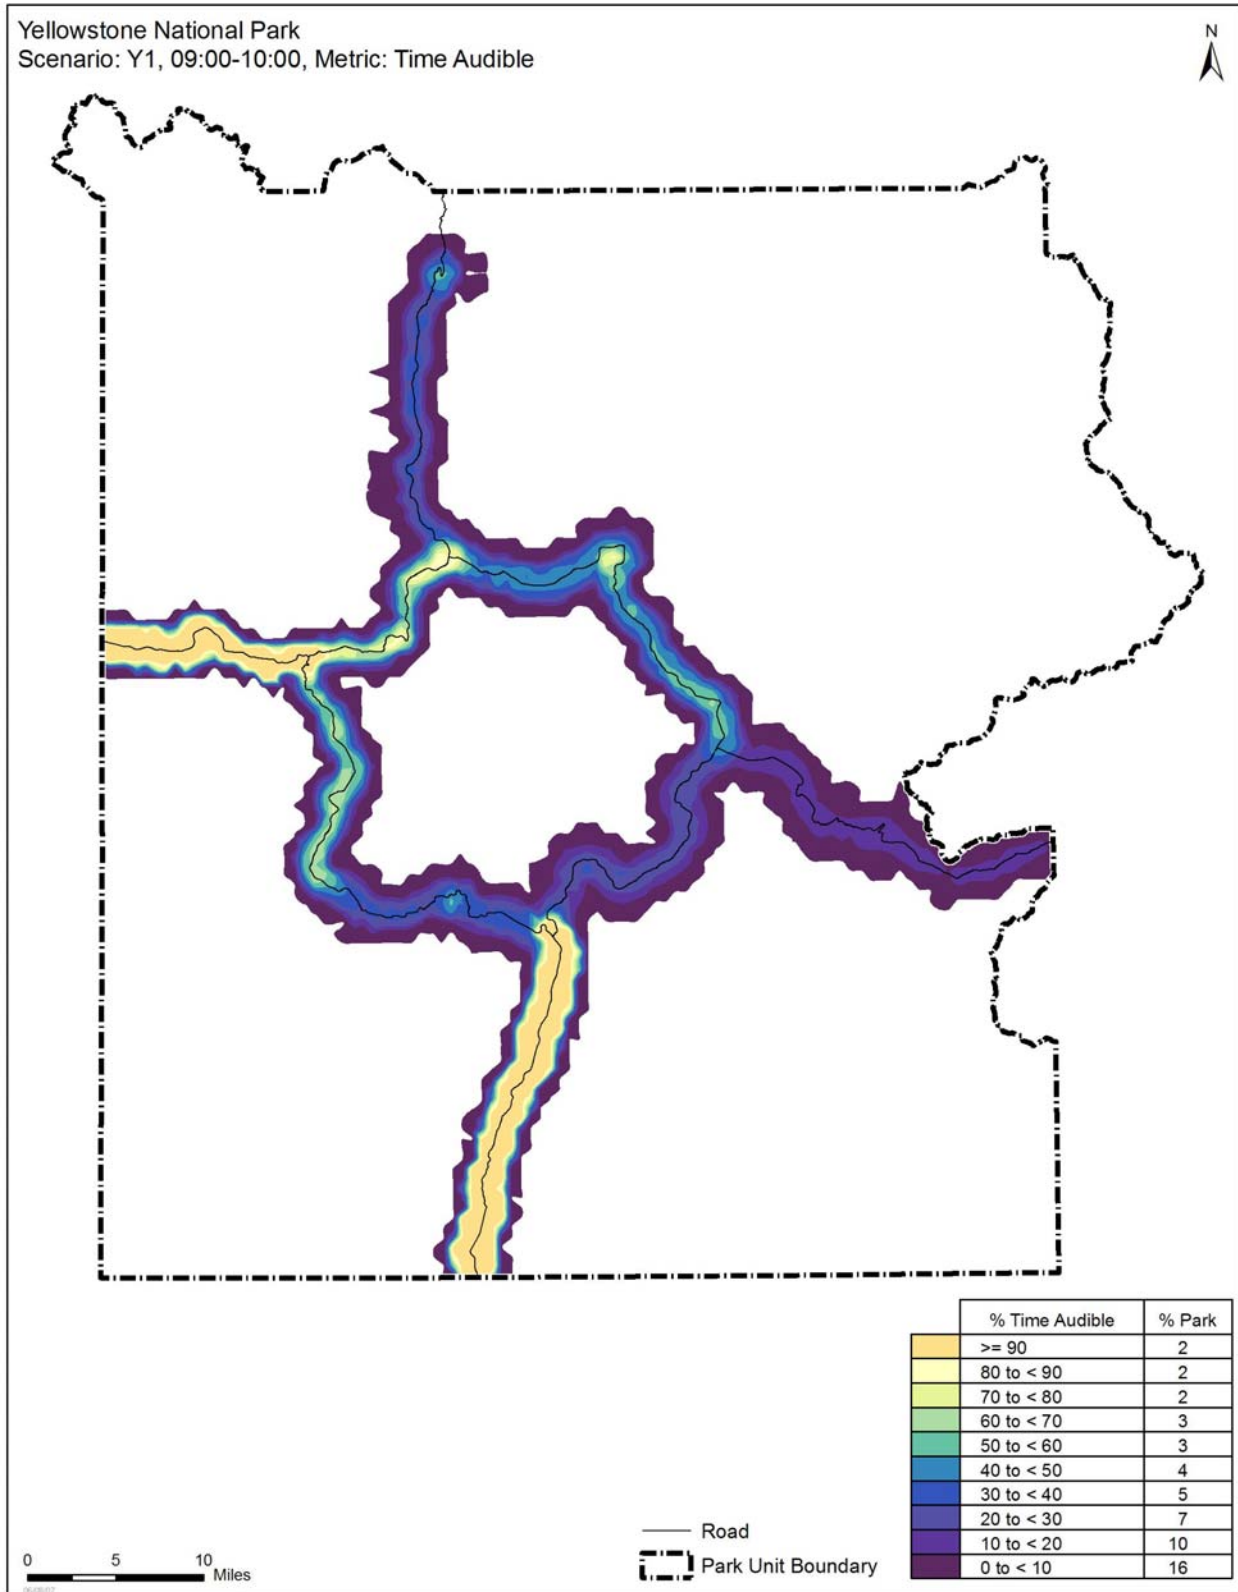 Yellowstone National Park
Scenario: Y1, 09:00-10:00, Metric: Time Audible
N
% Time Audible % Park
>= 90 2
80 to < 90 2
70 to < 80 2
60 to < 70 3
50 to < 60 3
40 to < 50 4
30 to < 40 5
20 to < 30 7
10 to < 20 10
0 to < 10 16
Road
Park Unit Boundary
0 5 10
Miles